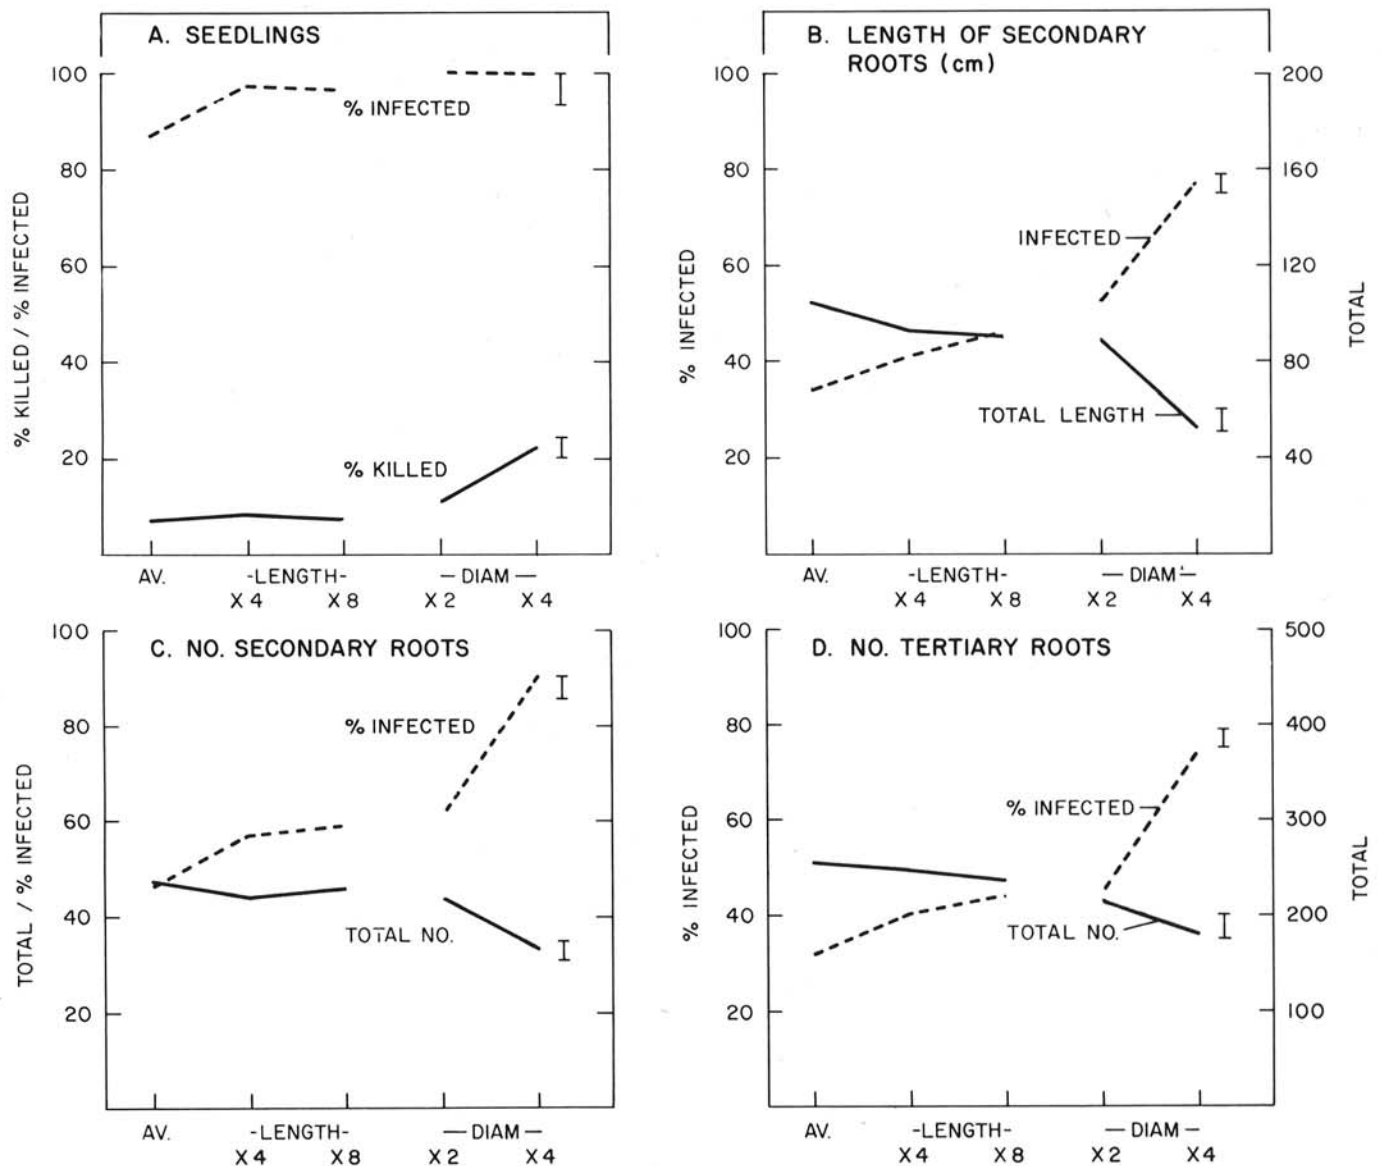 A. SEEDLINGS
100
80
60
40
20
% KILLED / % INFECTED
% INFECTED
% KILLED
AV. -LENGTH- —DIAM—
X 4 X 8 X 2 X 4
B. LENGTH OF SECONDARY
ROOTS (cm)
100
80
60
40
20
% INFECTED
INFECTED
TOTAL LENGTH
200
160
120
80
40
TOTAL
AV. -LENGTH- —DIAM—
X 4 X 8 X 2 X 4
C. NO. SECONDARY ROOTS
100
80
60
40
20
TOTAL / % INFECTED
% INFECTED
TOTAL NO.
AV. -LENGTH- —DIAM—
X 4 X 8 X 2 X 4
D. NO. TERTIARY ROOTS
100
80
60
40
20
% INFECTED
% INFECTED
TOTAL NO.
500
400
300
200
100
TOTAL
AV. -LENGTH- —DIAM—
X 4 X 8 X 2 X 4